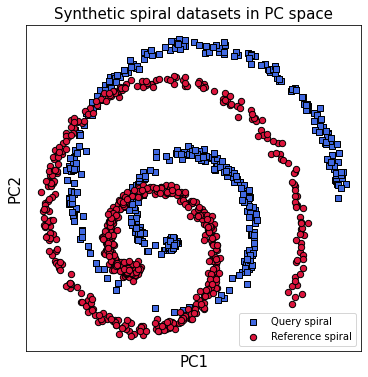 Synthetic spiral datasets in PC space
PC2
Query spiral
Reference spiral
PC1